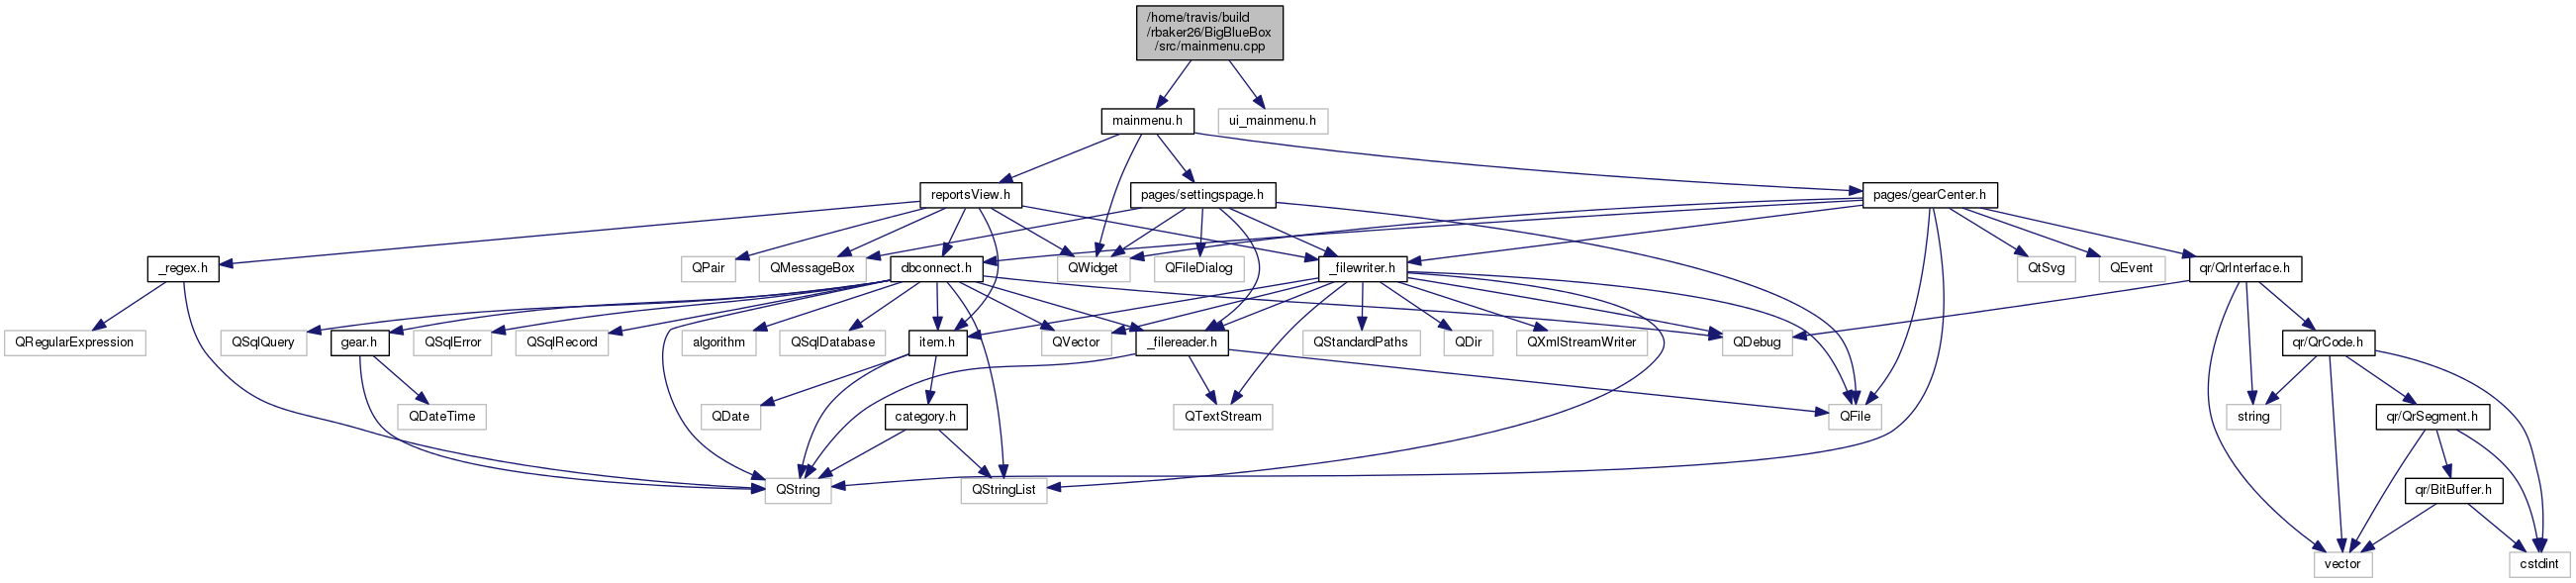 /home/travis/build
/rbaker26/BigBlueBox
/src/mainmenu.cpp
mainmenu.h
ui_mainmenu.h
reportsView.h
pages/settingspage.h
pages/gearCenter.h
_regex.h
QPair
QMessageBox
dbconnect.h
QWidget
QFileDialog
_filewriter.h
QtSvg
QEvent
qr/QrInterface.h
QRegularExpression
QSqlQuery
gear.h
QSqlError
QSqlRecord
algorithm
QSqlDatabase
item.h
QVector
_filereader.h
QStandardPaths
QDir
QXmlStreamWriter
QDebug
qr/QrCode.h
QDateTime
QDate
category.h
QTextStream
QFile
string
qr/QrSegment.h
QString
QStringList
qr/BitBuffer.h
vector
cstdint